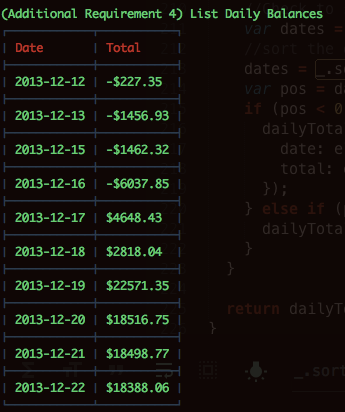 (Additional Requirement 4) List Daily Balances
Date Total
2013-12-12 -$227.35
2013-12-13 -$1456.93
2013-12-15 -$1462.32
2013-12-16 -$6037.85
2013-12-17 $4648.43
2013-12-18 $2818.04
2013-12-19 $22571.35
2013-12-20 $18516.75
2013-12-21 $18498.77
2013-12-22 $18388.06
var dates =
//sort the
dates =
var pos = d
if (pos < 0
dailyTota
date: e
total:
});
} else if (
dailyTota
}
}
return dailyT
}
_.sort